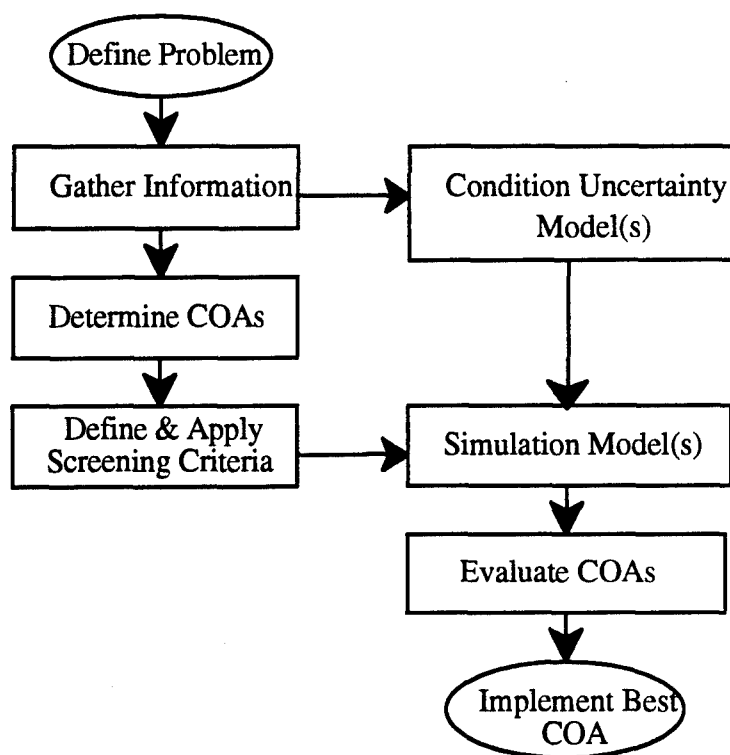 Define Problem
Gather Information
Condition Uncertainty
Model(s)
Determine COAs
Define & Apply
Screening Criteria
Simulation Model(s)
Evaluate COAs
Implement Best
COA